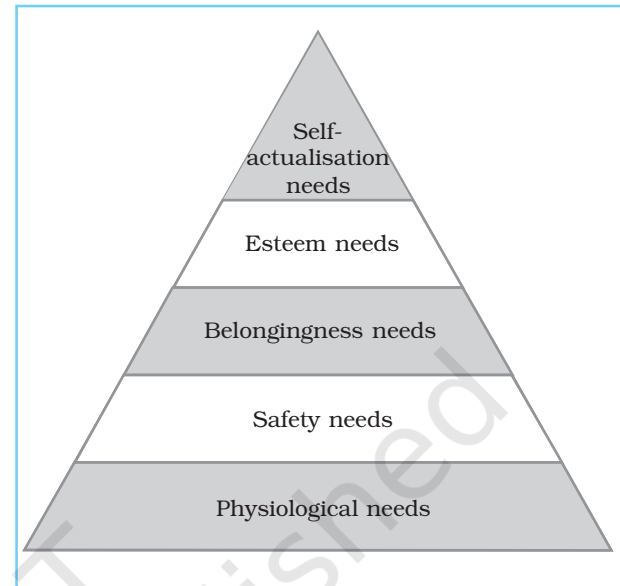 Self-
actualisation
needs
Esteem needs
Belongingness needs
Safety needs
Physiological needs